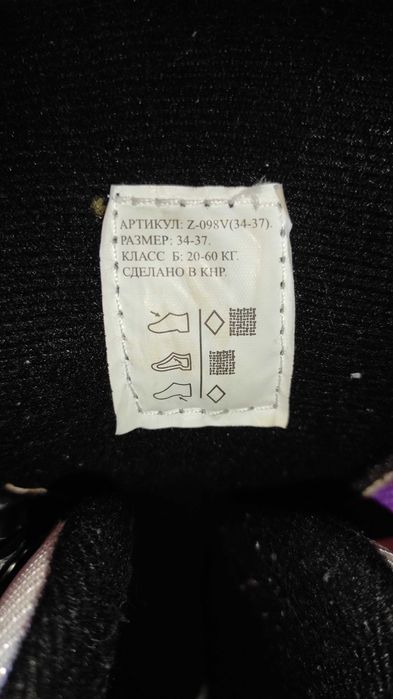 АРТИКУЛ: Z-098V(34-37).
РАЗМЕР: 34-37.
КЛАСС Б: 20-60 КГ.
СДЕЛАНО В КНР.